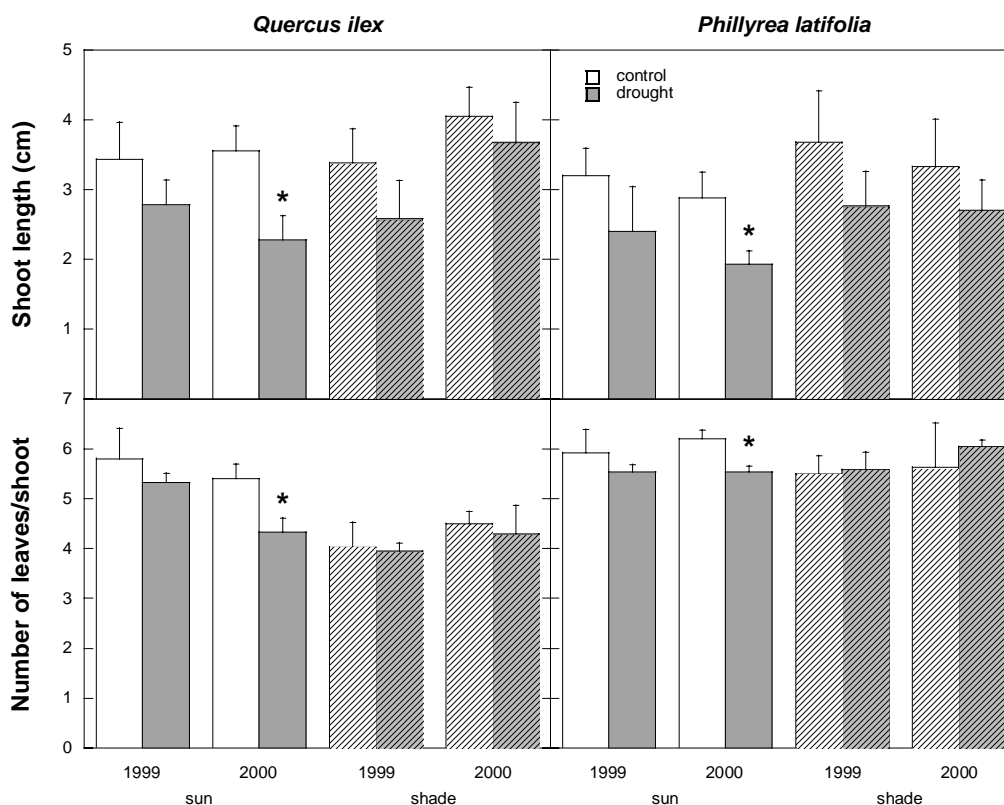 Quercus ilex
Phillyrea latifolia
Shoot length (cm)
5
4
3
2
1
control
drought
*
*
Number of leaves/shoot
7
6
5
4
3
2
1
0
*
*
1999 2000 1999 2000 1999 2000 1999 2000
sun shade sun shade